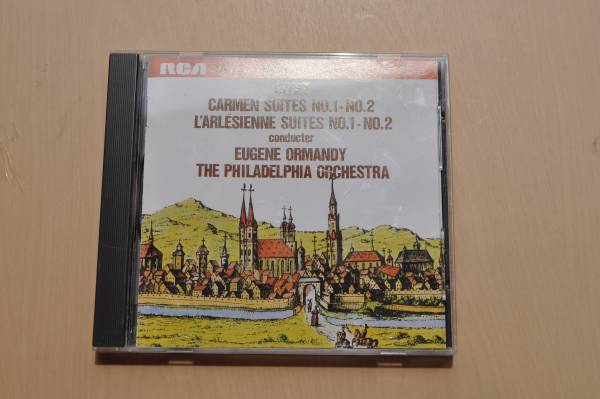 RCA
CARMEN SUITES NO.1·NO.2
L'ARLÉSIENNE SUITES NO.1·NO.2
conducter
EUGENE ORMANDY
THE PHILADELPHIA ORCHESTRA